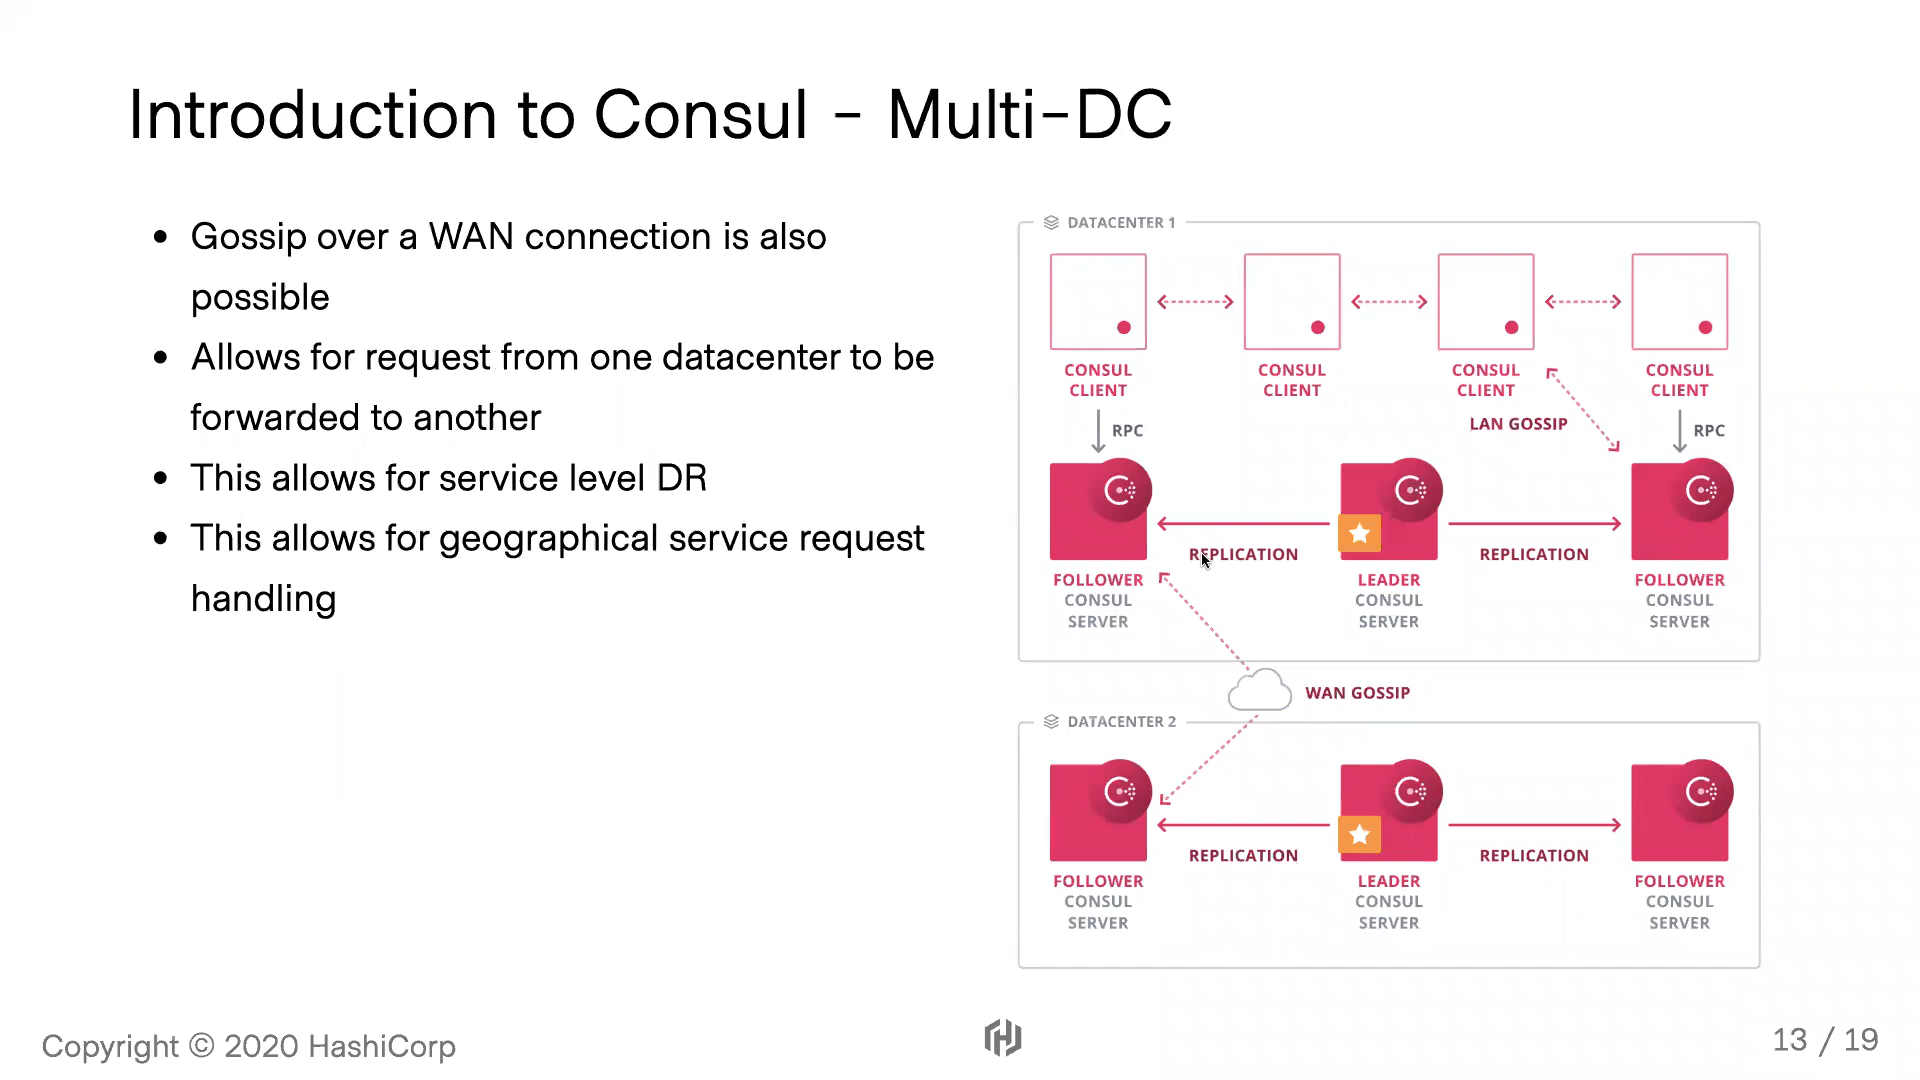 Introduction to Consul - Multi-DC
• Gossip over a WAN connection is also
possible
• Allows for request from one datacenter to be
forwarded to another
• This allows for service level DR
• This allows for geographical service request
handling
DATACENTER 1
CONSUL CLIENT
CONSUL CLIENT
CONSUL CLIENT
CONSUL CLIENT
LAN GOSSIP
RPC
RPC
REPLICATION
REPLICATION
FOLLOWER
CONSUL
SERVER
LEADER
CONSUL
SERVER
FOLLOWER
CONSUL
SERVER
WAN GOSSIP
DATACENTER 2
REPLICATION
REPLICATION
FOLLOWER
CONSUL
SERVER
LEADER
CONSUL
SERVER
FOLLOWER
CONSUL
SERVER
Copyright © 2020 HashiCorp
13 / 19